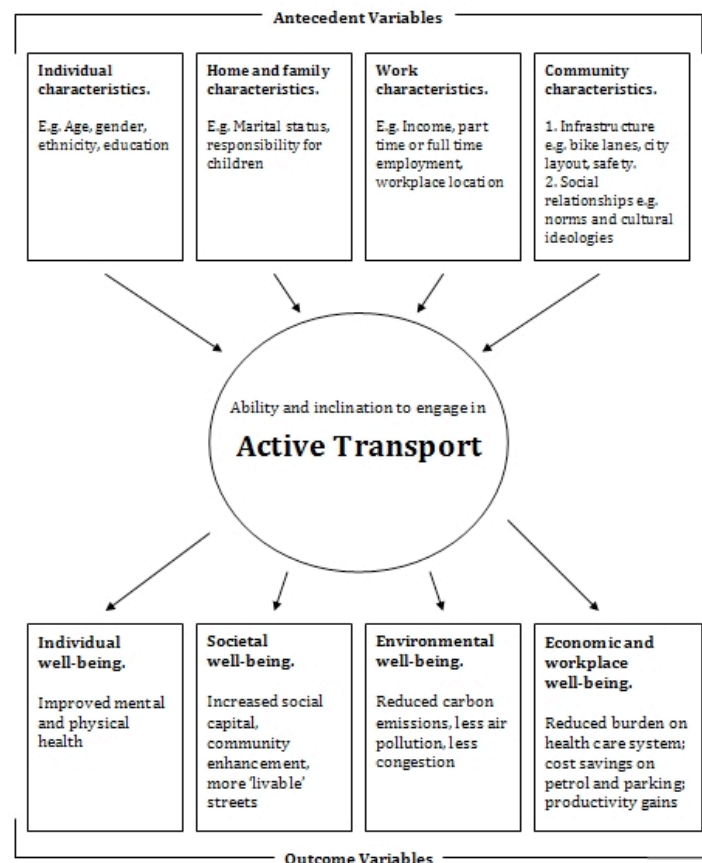 Antecedent Variables
Individual
characteristics.
E.g. Age, gender,
ethnicity, education
Home and family
characteristics.
E.g. Marital status,
responsibility for
children
Work
characteristics.
E.g. Income, part
time or full time
employment,
workplace location
Community
characteristics.
1. Infrastructure
e.g. bike lanes, city
layout, safety.
2. Social
relationships e.g.
norms and cultural
ideologies
Ability and inclination to engage in
Active Transport
Individual
well-being.
Improved mental
and physical
health
Societal
well-being.
Increased social
capital,
community
enhancement,
more 'livable'
streets
Environmental
well-being.
Reduced carbon
emissions, less air
pollution, less
congestion
Economic and
workplace
well-being.
Reduced burden on
health care system;
cost savings on
petrol and parking;
productivity gains
Outcome Variables